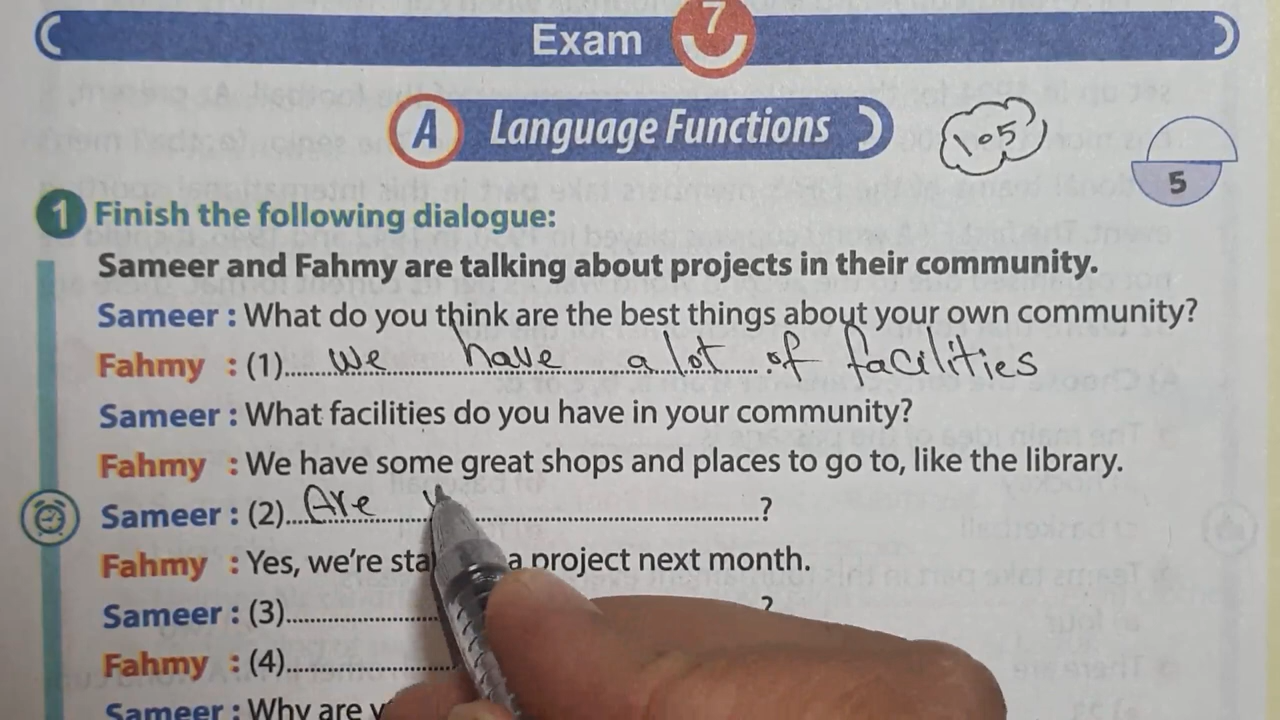 Exam 7
A Language Functions
105
5
1 Finish the following dialogue:
Sameer and Fahmy are talking about projects in their community.
Sameer : What do you think are the best things about your own community?
Fahmy : (1)..... we have a lot of facilities
Sameer : What facilities do you have in your community?
Fahmy : We have some great shops and places to go to, like the library.
Sameer : (2)..... Are .....?
Fahmy : Yes, we're a project next month.
Sameer : (3).....?
Fahmy : (4).....
Sameer : Why are